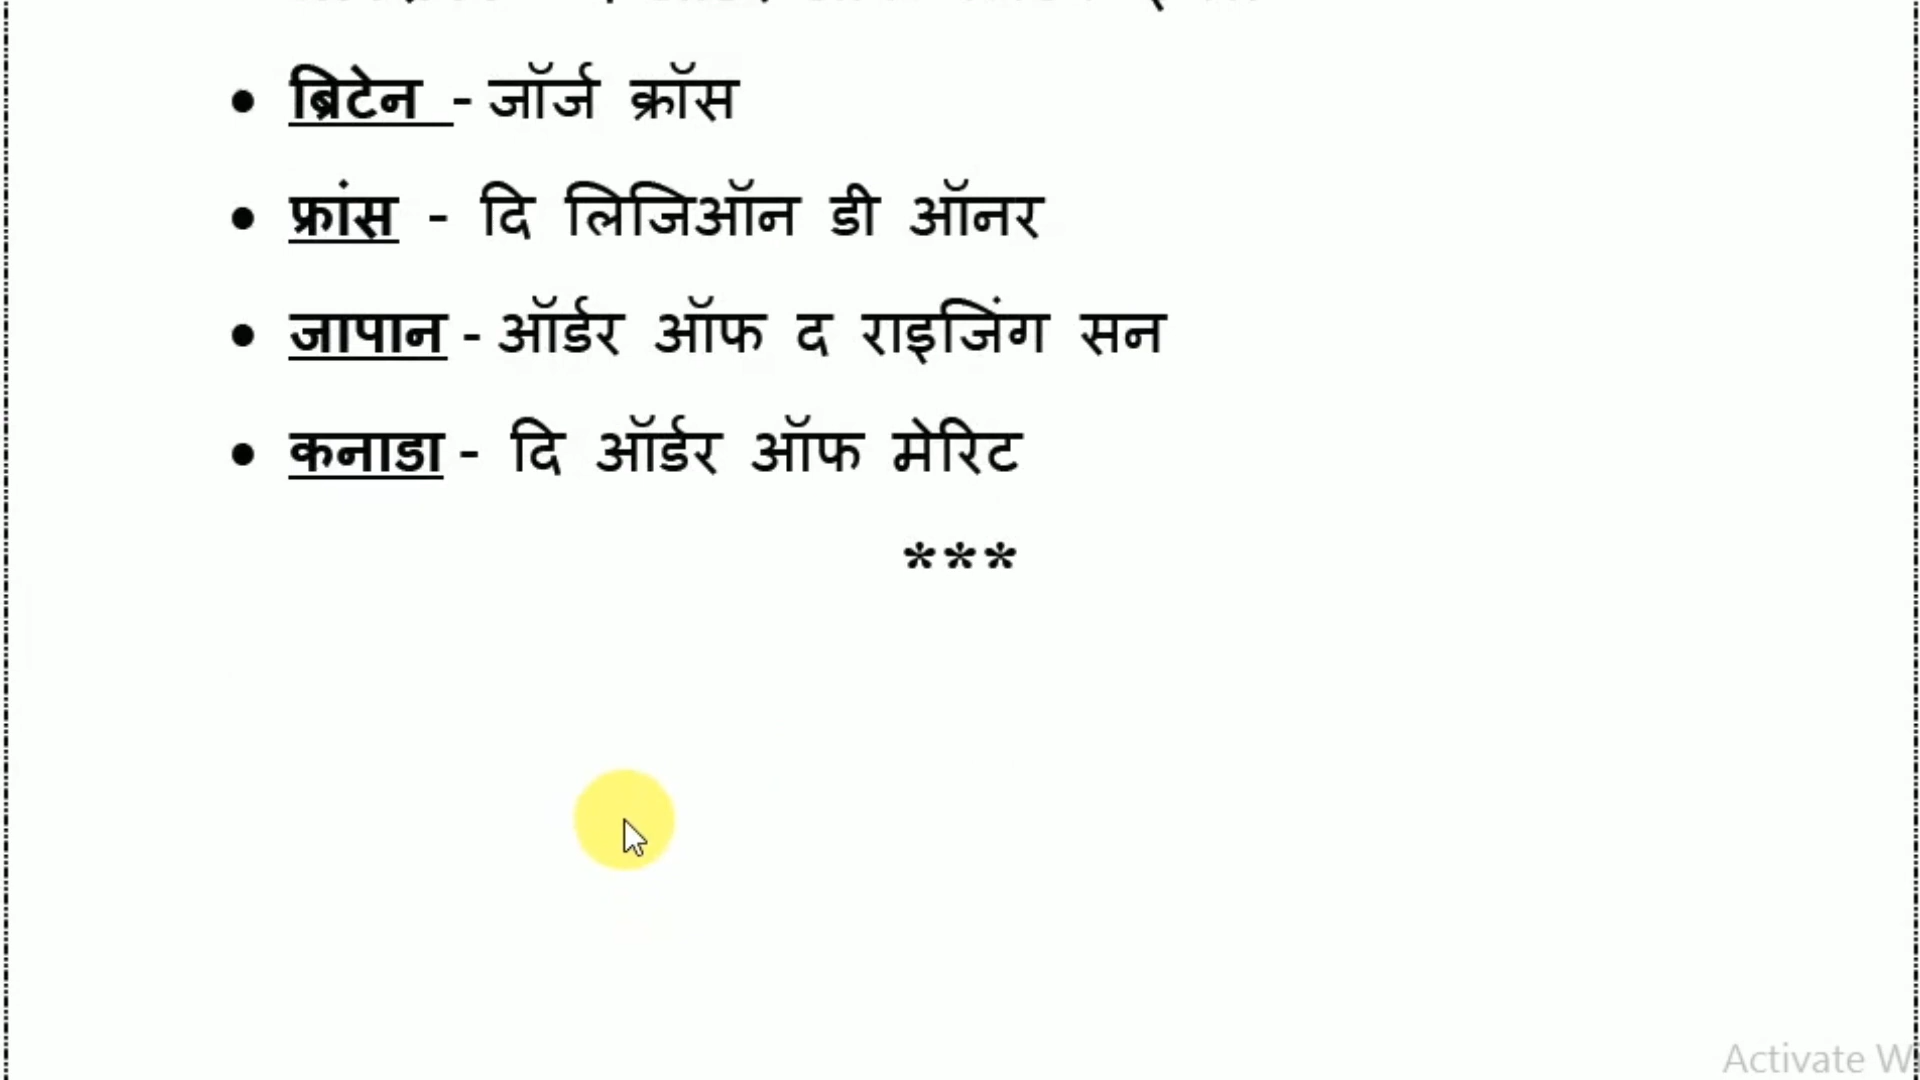 • ब्रिटेन - जॉर्ज क्रॉस
• फ्रांस - दि लिजिऑन डी ऑनर
• जापान - ऑर्डर ऑफ द राइजिंग सन
• कनाडा - दि ऑर्डर ऑफ मेरिट
***
Activate W